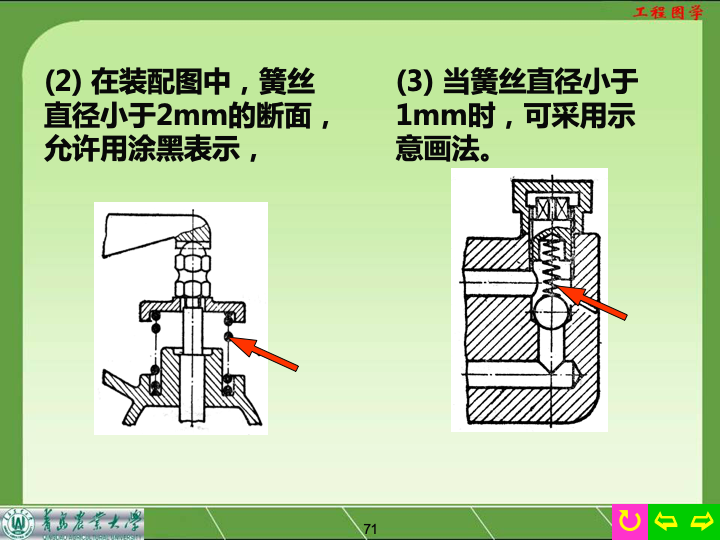 工程图学
(2) 在装配图中，簧丝
直径小于2mm的断面，
允许用涂黑表示，
(3) 当簧丝直径小于
1mm时，可采用示
意画法。
青岛农业大学
71